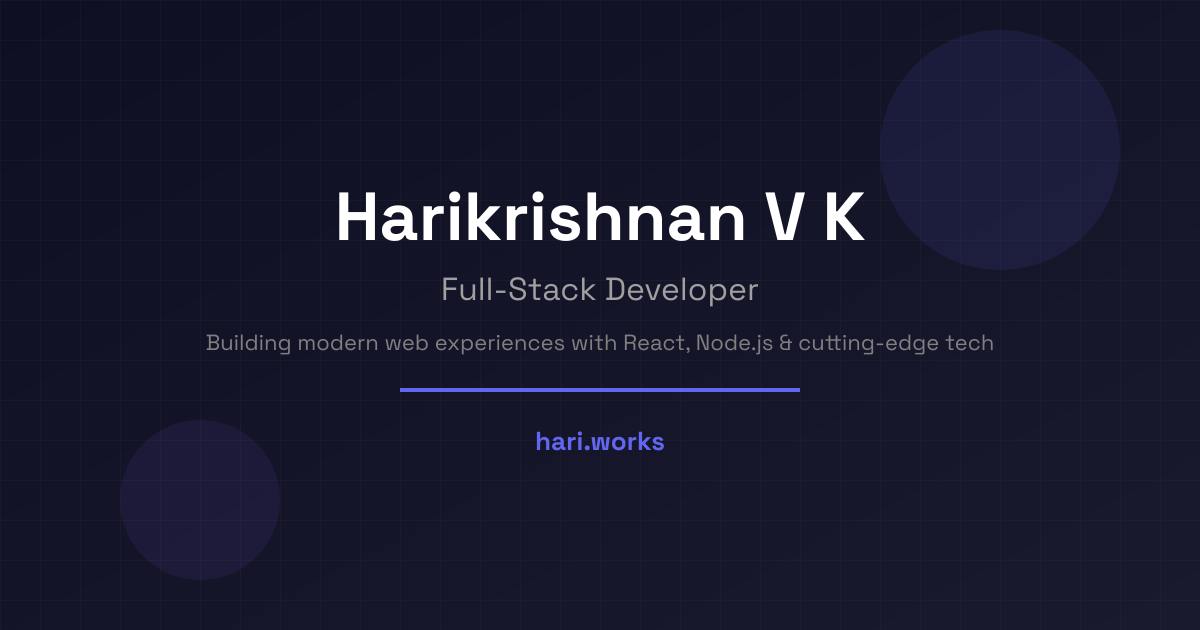 Harikrishnan V K
Full-Stack Developer
Building modern web experiences with React, Node.js & cutting-edge tech
hari.works